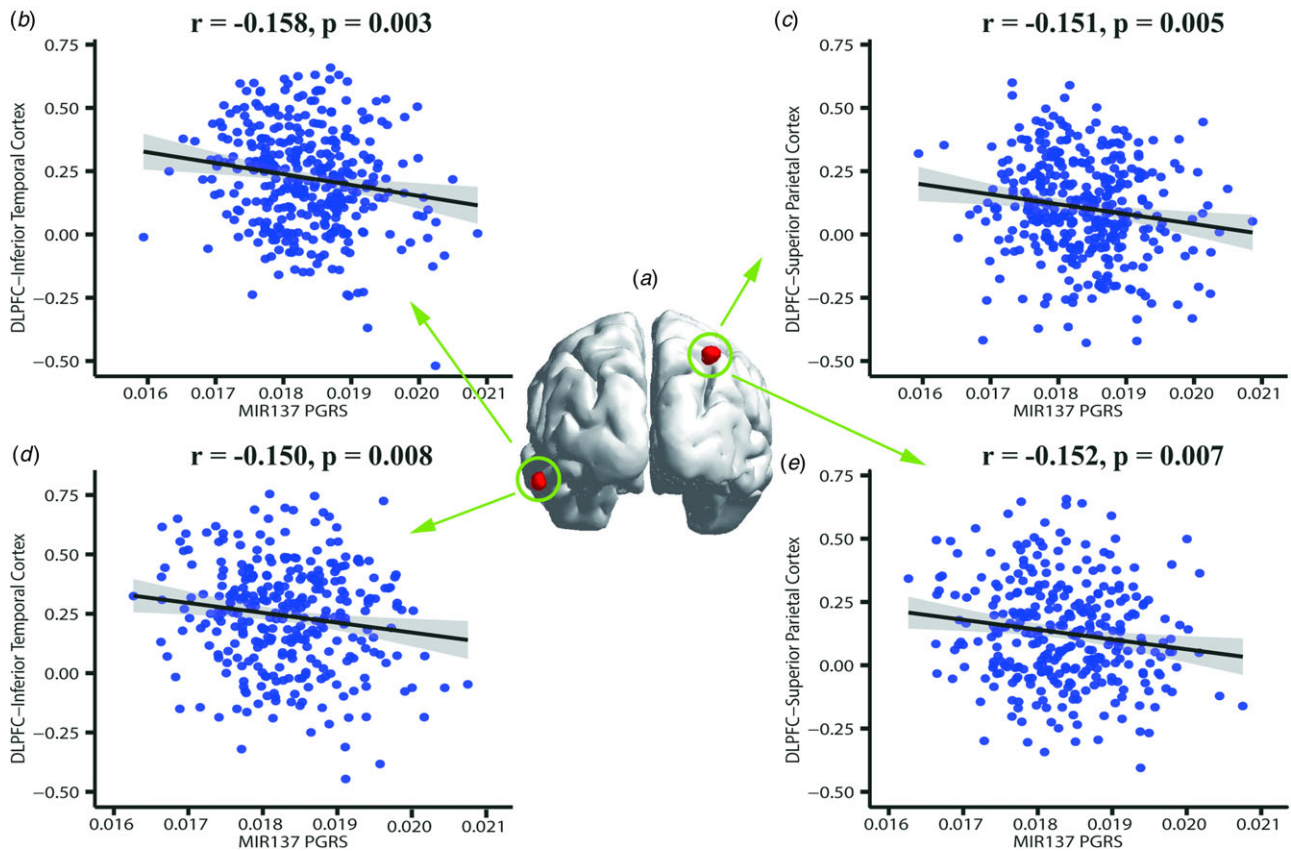 (b)
r = -0.158, p = 0.003
DLPFC−Inferior Temporal Cortex
0.75
0.50
0.25
0.00
−0.25
−0.50
0.016 0.017 0.018 0.019 0.020 0.021
MIR137 PGRS
(c)
r = -0.151, p = 0.005
DLPFC−Superior Parietal Cortex
0.75
0.50
0.25
0.00
−0.25
−0.50
0.016 0.017 0.018 0.019 0.020 0.021
MIR137 PGRS
(a)
(d)
r = -0.150, p = 0.008
DLPFC−Inferior Temporal Cortex
0.75
0.50
0.25
0.00
−0.25
−0.50
0.016 0.017 0.018 0.019 0.020 0.021
MIR137 PGRS
(e)
r = -0.152, p = 0.007
DLPFC−Superior Parietal Cortex
0.75
0.50
0.25
0.00
−0.25
−0.50
0.016 0.017 0.018 0.019 0.020 0.021
MIR137 PGRS